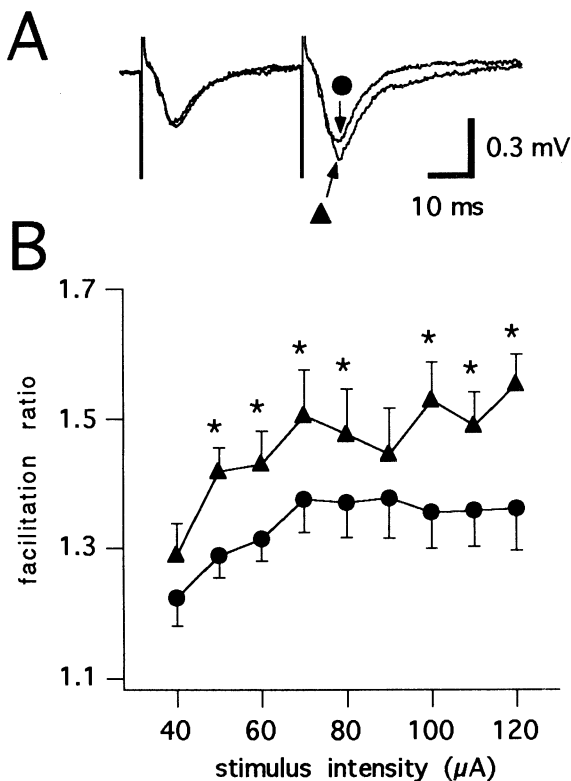 A
0.3 mV
10 ms
B
1.7
1.5
1.3
1.1
facilitation ratio
* * * * * * *
40 60 80 100 120
stimulus intensity (µA)